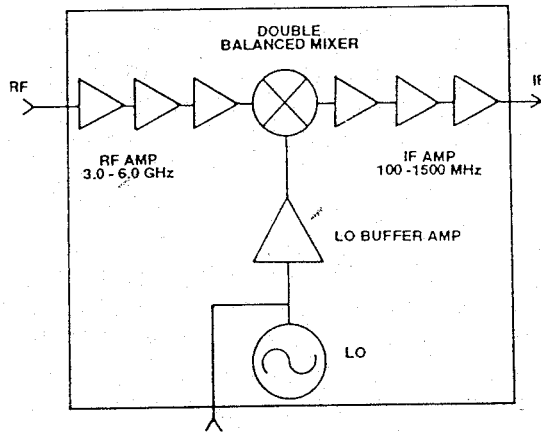 DOUBLE
BALANCED MIXER
RF
IF
RF AMP
3.0 - 6.0 GHz
IF AMP
100 -1500 MHz
LO BUFFER AMP
LO